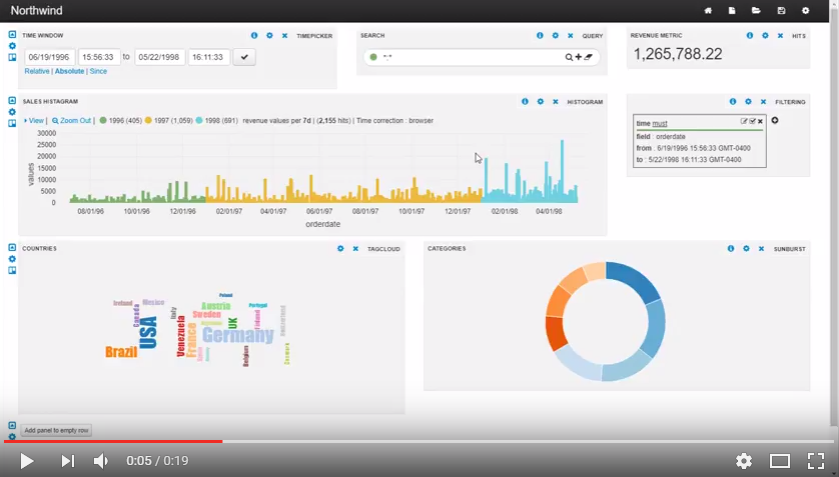 Northwind
TIME WINDOW
TIMEPICKER
06/19/1996 15:56:33 to 05/22/1998 16:11:33
Relative | Absolute | Since
SEARCH
QUERY
*:*
REVENUE METRIC
HITS
1,265,788.22
SALES HISTAGRAM
HISTOGRAM
View | Zoom Out | 1996 (405) 1997 (1,059) 1998 (691) revenue values per 7d | (2,155 hits) | Time correction : browser
values
30000
25000
20000
15000
10000
5000
0
08/01/96 10/01/96 12/01/96 02/01/97 04/01/97 06/01/97 08/01/97 10/01/97 12/01/97 02/01/98 04/01/98
orderdate
FILTERING
time must
field : orderdate
from : 6/19/1996 15:56:33 GMT-0400
to : 5/22/1998 16:11:33 GMT-0400
COUNTRIES
TAGCLOUD
Poland
Ireland
Mexico
Canada
USA
Brazil
Italy
Venezuela
France
Austria
Sweden
UK
Germany
Portugal
Finland
Switzerland
Belgium
Denmark
CATEGORIES
SUNBURST
Add panel to empty row
0:05 / 0:19